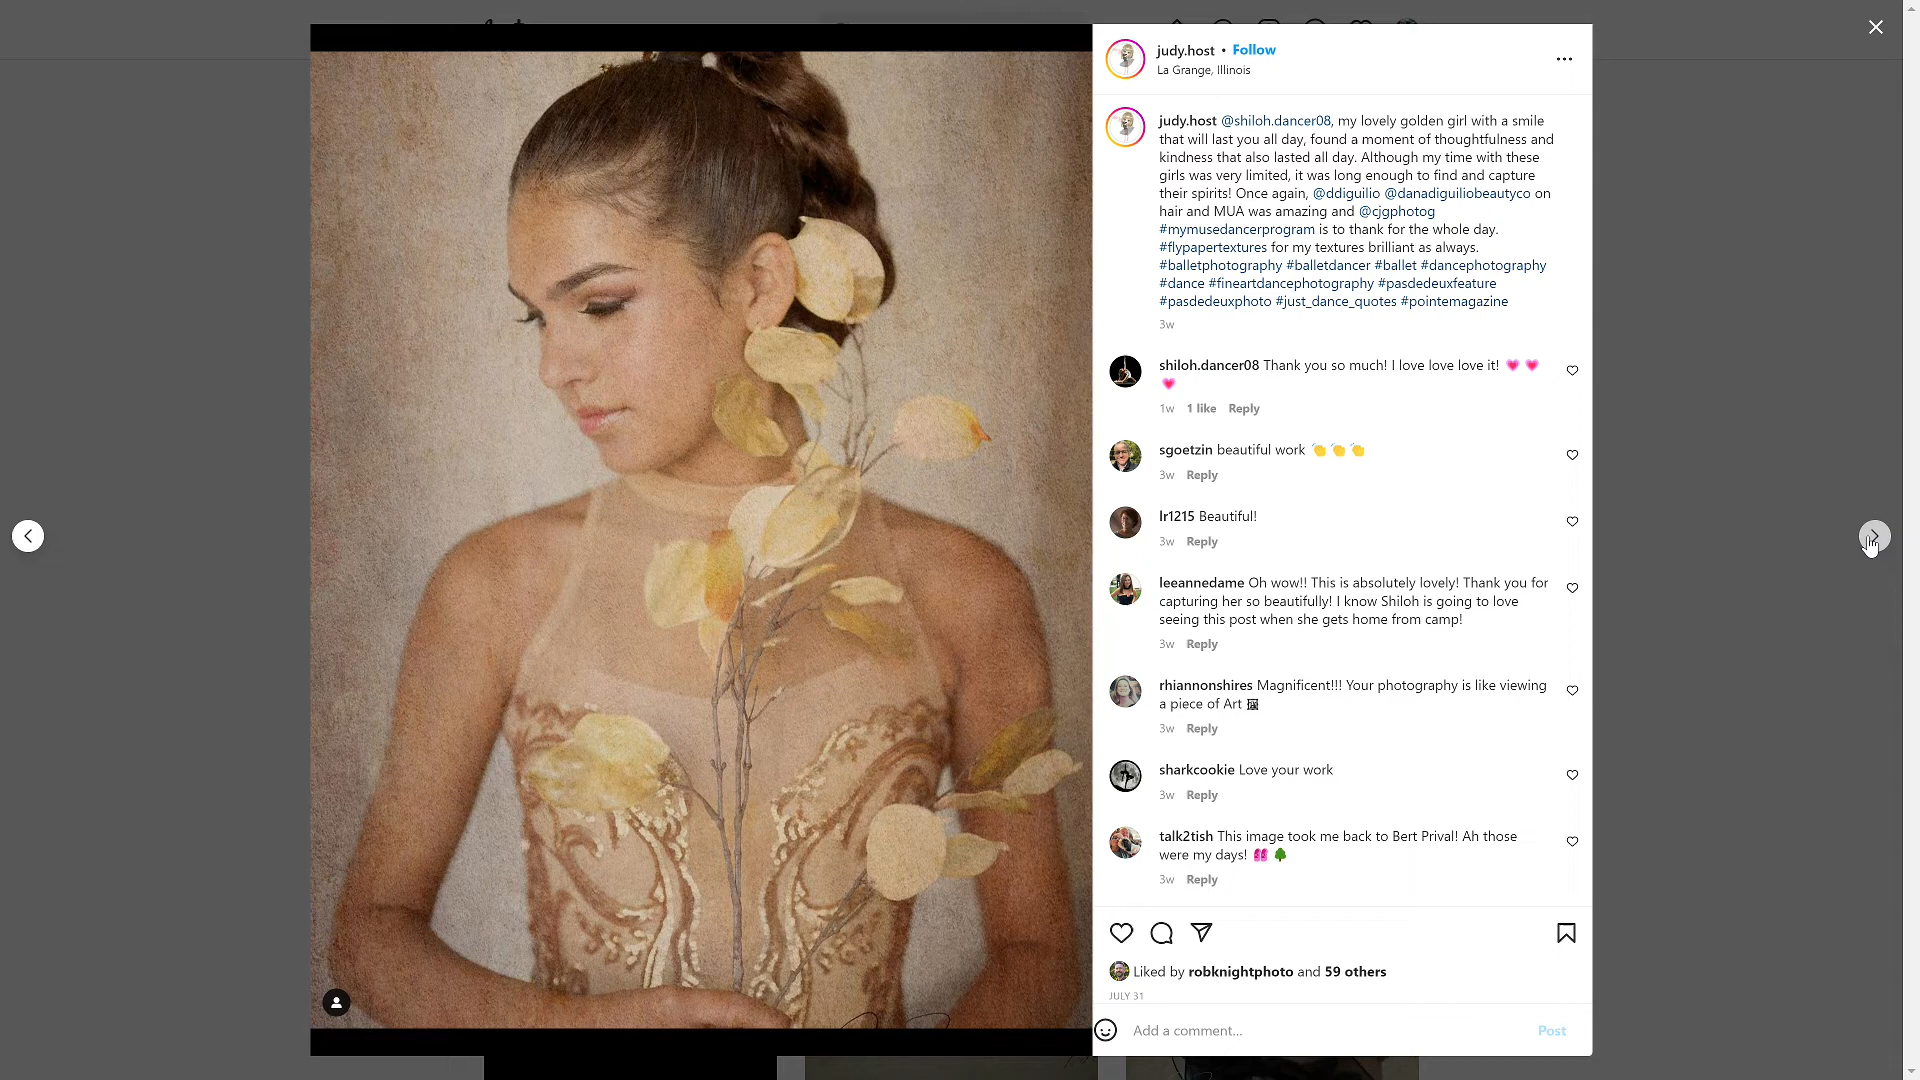 judy.host • Follow
La Grange, Illinois
judy.host @shiloh.dancer08, my lovely golden girl with a smile
that will last you all day, found a moment of thoughtfulness and
kindness that also lasted all day. Although my time with these
girls was very limited, it was long enough to find and capture
their spirits! Once again, @ddiguilio @danadiguiliobeautyco on
hair and MUA was amazing and @cjgphotog
#mymusedancerprogram is to thank for the whole day.
#flypapertextures for my textures brilliant as always.
#balletphotography #balletdancer #ballet #dancephotography
#dance #fineartdancephotography #pasdedeuxfeature
#pasdedeuxphoto #just_dance_quotes #pointemagazine
3w
shiloh.dancer08 Thank you so much! I love love love it! 💗 💗
💗
1w 1 like Reply
sgoetzin beautiful work 👏 👏 👏
3w Reply
lr1215 Beautiful!
3w Reply
leeannedame Oh wow!! This is absolutely lovely! Thank you for
capturing her so beautifully! I know Shiloh is going to love
seeing this post when she gets home from camp!
3w Reply
rhiannonshires Magnificent!!! Your photography is like viewing
a piece of Art 🖼
3w Reply
sharkcookie Love your work
3w Reply
talk2tish This image took me back to Bert Prival! Ah those
were my days! 🩰 🌳
3w Reply
Liked by robknightphoto and 59 others
JULY 31
Add a comment... Post